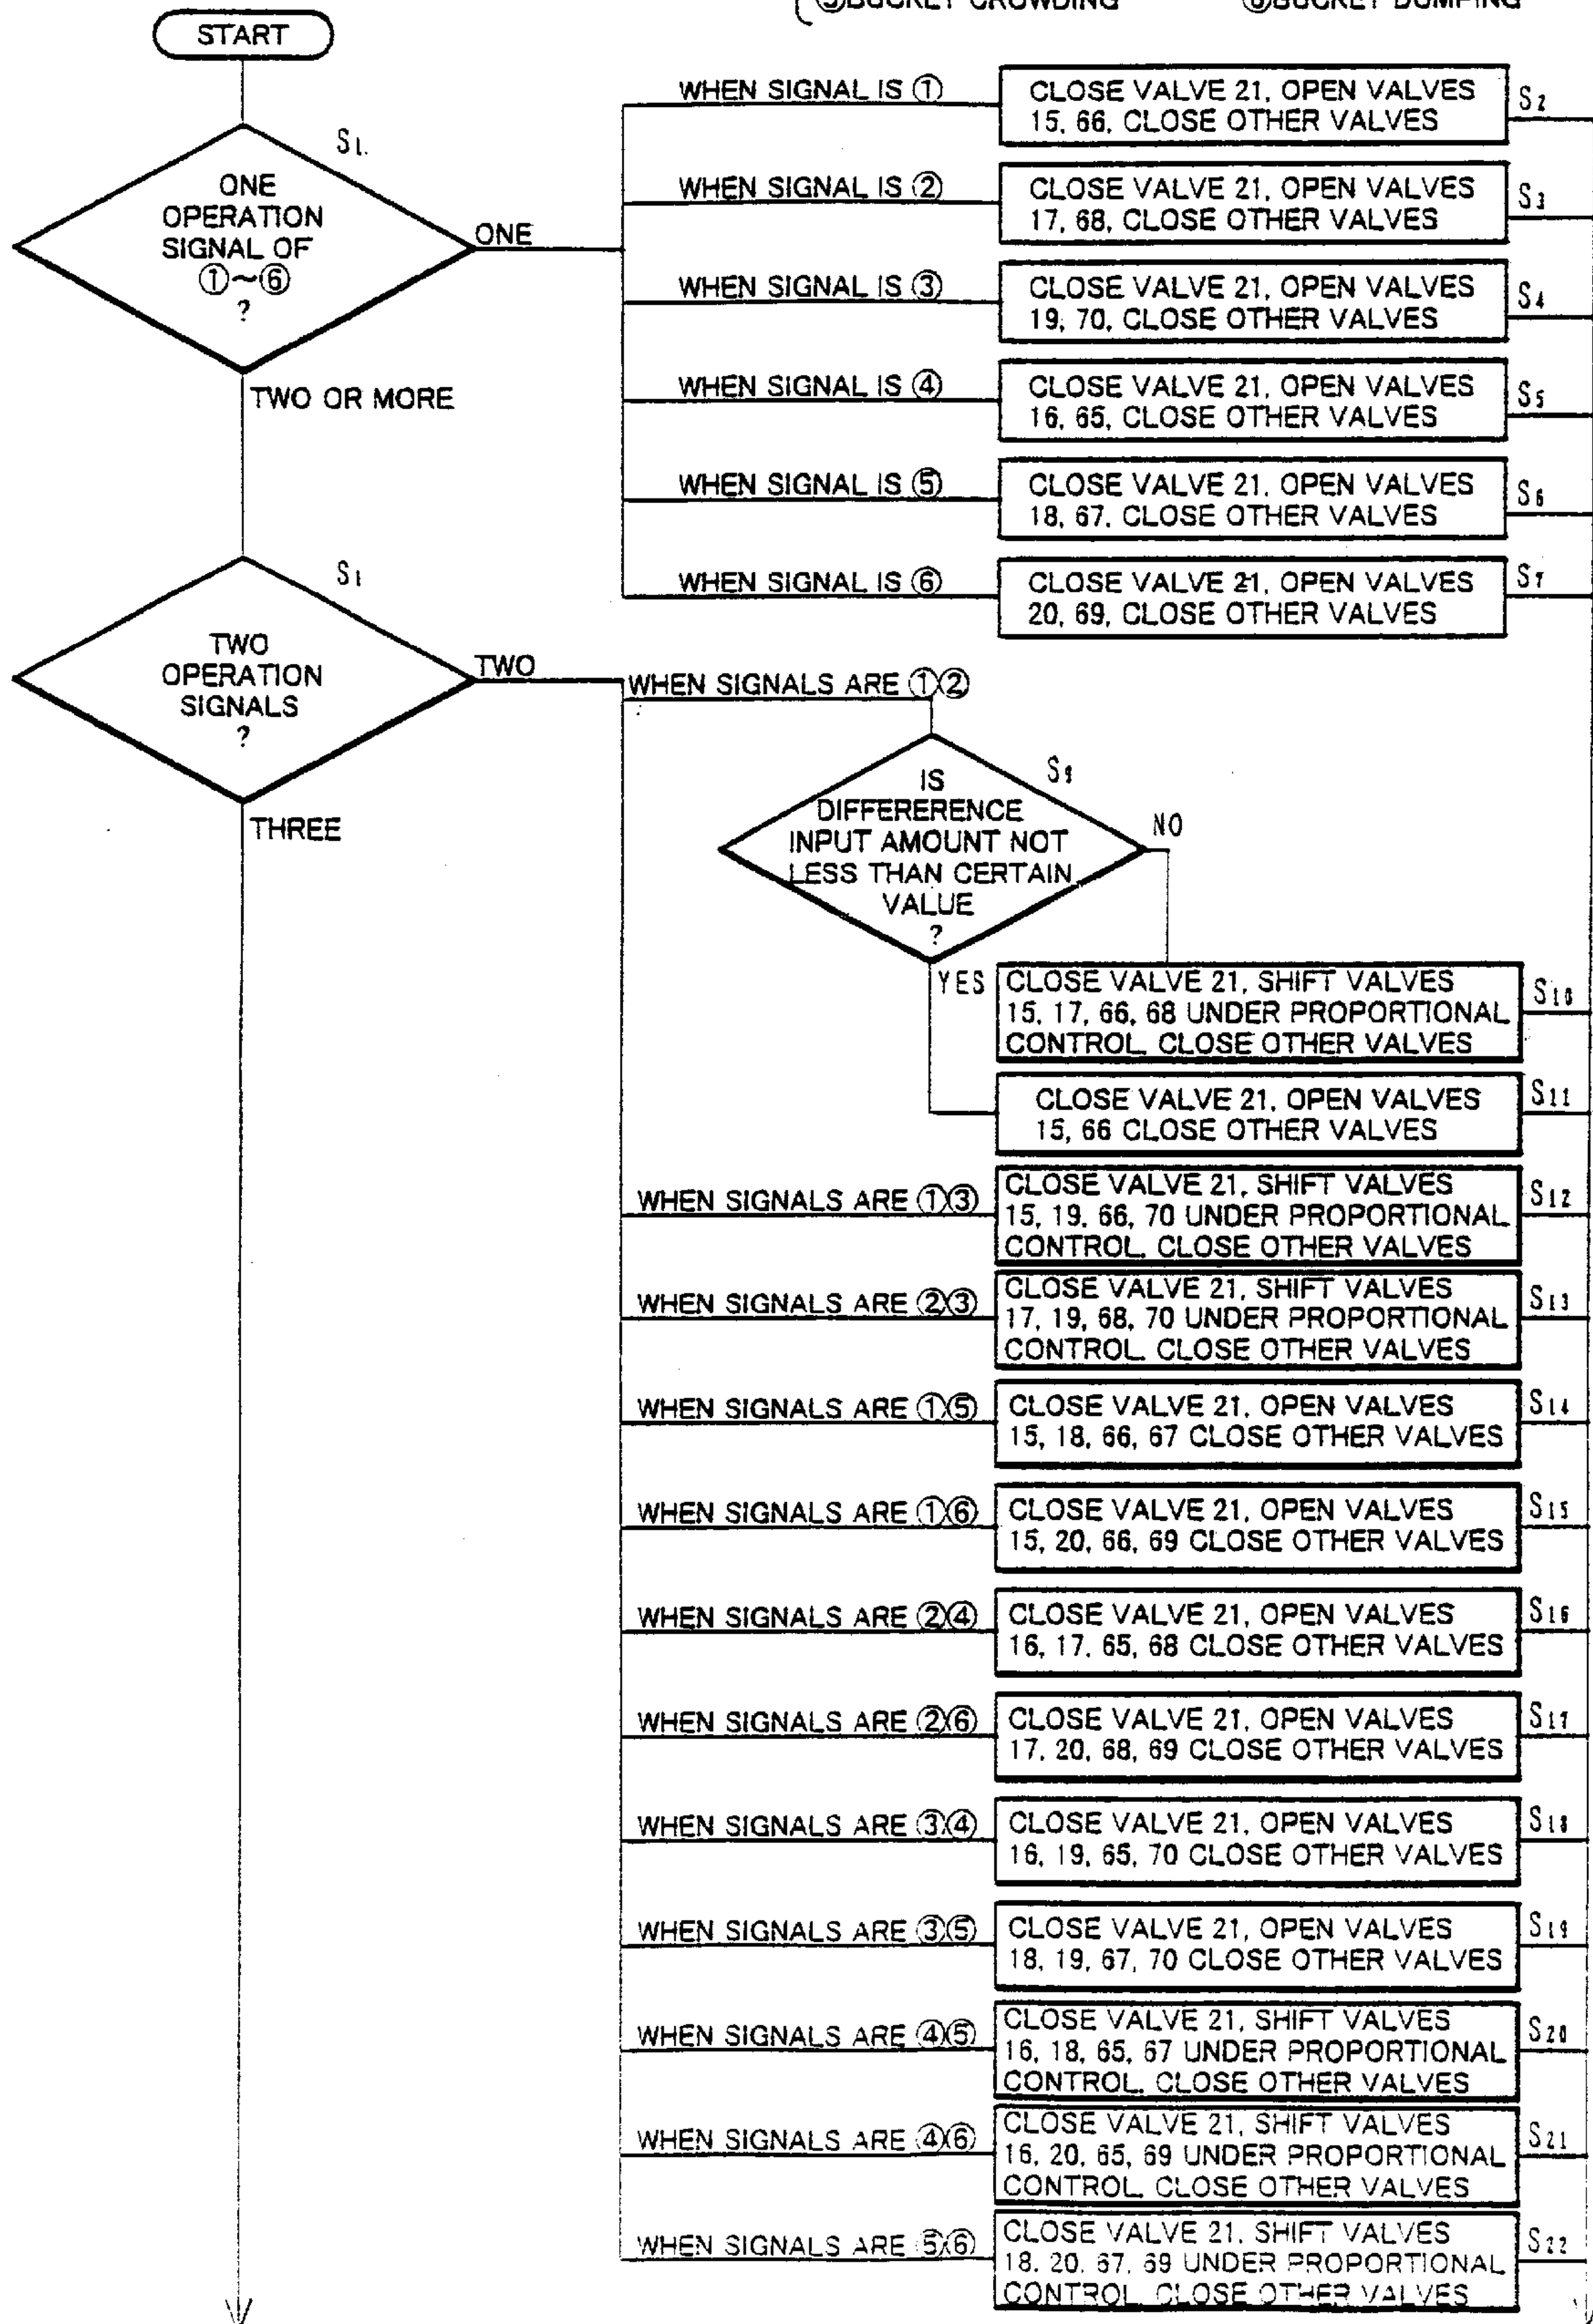 ③BUCKET CROWDING ⑥BUCKET DUMPING
START
S1.
ONE
OPERATION
SIGNAL OF
①~⑥
?
ONE
TWO OR MORE
WHEN SIGNAL IS ①
CLOSE VALVE 21, OPEN VALVES
15, 66, CLOSE OTHER VALVES
S2
WHEN SIGNAL IS ②
CLOSE VALVE 21, OPEN VALVES
17, 68, CLOSE OTHER VALVES
S3
WHEN SIGNAL IS ③
CLOSE VALVE 21, OPEN VALVES
19, 70, CLOSE OTHER VALVES
S4
WHEN SIGNAL IS ④
CLOSE VALVE 21, OPEN VALVES
16, 65, CLOSE OTHER VALVES
S5
WHEN SIGNAL IS ⑤
CLOSE VALVE 21, OPEN VALVES
18, 67, CLOSE OTHER VALVES
S6
WHEN SIGNAL IS ⑥
CLOSE VALVE 21, OPEN VALVES
20, 69, CLOSE OTHER VALVES
S7
TWO
OPERATION
SIGNALS
?
TWO
THREE
WHEN SIGNALS ARE ①②
IS
DIFFERERENCE
INPUT AMOUNT NOT
LESS THAN CERTAIN
VALUE
?
NO
YES
CLOSE VALVE 21, SHIFT VALVES
15, 17, 66, 68 UNDER PROPORTIONAL
CONTROL. CLOSE OTHER VALVES
S10
CLOSE VALVE 21, OPEN VALVES
15, 66 CLOSE OTHER VALVES
S11
WHEN SIGNALS ARE ①③
CLOSE VALVE 21, SHIFT VALVES
15, 19, 66, 70 UNDER PROPORTIONAL
CONTROL. CLOSE OTHER VALVES
S12
WHEN SIGNALS ARE ②③
CLOSE VALVE 21, SHIFT VALVES
17, 19, 68, 70 UNDER PROPORTIONAL
CONTROL. CLOSE OTHER VALVES
S13
WHEN SIGNALS ARE ①⑤
CLOSE VALVE 21, OPEN VALVES
15, 18, 66, 67 CLOSE OTHER VALVES
S14
WHEN SIGNALS ARE ①⑥
CLOSE VALVE 21, OPEN VALVES
15, 20, 66, 69 CLOSE OTHER VALVES
S15
WHEN SIGNALS ARE ②④
CLOSE VALVE 21, OPEN VALVES
16, 17, 65, 68 CLOSE OTHER VALVES
S16
WHEN SIGNALS ARE ②⑥
CLOSE VALVE 21, OPEN VALVES
17, 20, 68, 69 CLOSE OTHER VALVES
S17
WHEN SIGNALS ARE ③④
CLOSE VALVE 21, OPEN VALVES
16, 19, 65, 70 CLOSE OTHER VALVES
S18
WHEN SIGNALS ARE ③⑤
CLOSE VALVE 21, OPEN VALVES
18, 19, 67, 70 CLOSE OTHER VALVES
S19
WHEN SIGNALS ARE ④⑤
CLOSE VALVE 21, SHIFT VALVES
16, 18, 65, 67 UNDER PROPORTIONAL
CONTROL. CLOSE OTHER VALVES
S20
WHEN SIGNALS ARE ④⑥
CLOSE VALVE 21, SHIFT VALVES
16, 20, 65, 69 UNDER PROPORTIONAL
CONTROL. CLOSE OTHER VALVES
S21
WHEN SIGNALS ARE ⑤⑥
CLOSE VALVE 21, SHIFT VALVES
18, 20, 67, 69 UNDER PROPORTIONAL
CONTROL. CLOSE OTHER VALVES
S22